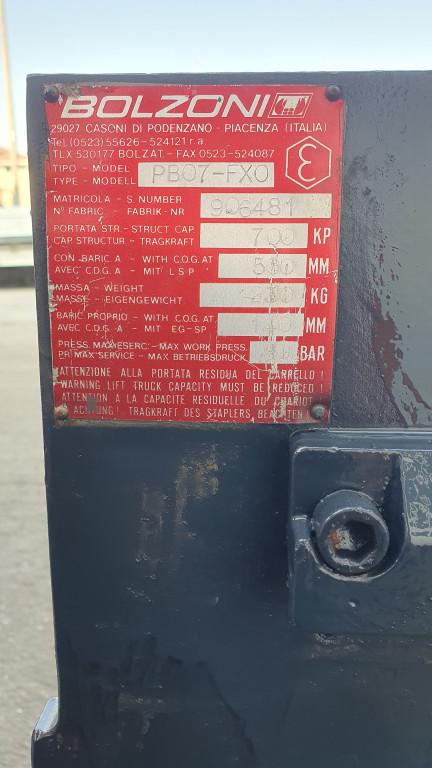 BOLZONI
29027 CASONI DI PODENZANO - PIACENZA (ITALIA)
Tel. (0523) 55626 - 524121 r.a
TLX 530177 BOLZAT - FAX 0523-524087
TIPO - MODEL
TYPE - MODELL PB07-FX0
MATRICOLA - S. NUMBER
N° FABRIC - FABRIK-NR 906481
PORTATA STR.- STRUCT CAP.
CAP. STRUCTUR - TRAGKRAFT 700 KP
CON BARIC. A - WITH C.O.G. AT
AVEC C.D.G. A - MIT LSP MM
MASSA - WEIGHT
MASSE - EIGENGEWICHT KG
BARIC. PROPRIO - WITH C.O.G. AT
AVEC C.D.G. A - MIT EG-SP MM
PRESS. MAX ESERC. - MAX WORK PRESS.
PR. MAX SERVICE - MAX BETRIEBSDRUCK BAR
ATTENZIONE ALLA PORTATA RESIDUA DEL CARRELLO !
WARNING LIFT TRUCK CAPACITY MUST BE REDUCED !
ATTENTION A LA CAPACITE RESIDUELLE DU CHARIOT
ACHTUNG! TRAGKRAFT DES STAPLERS BEACHTEN !